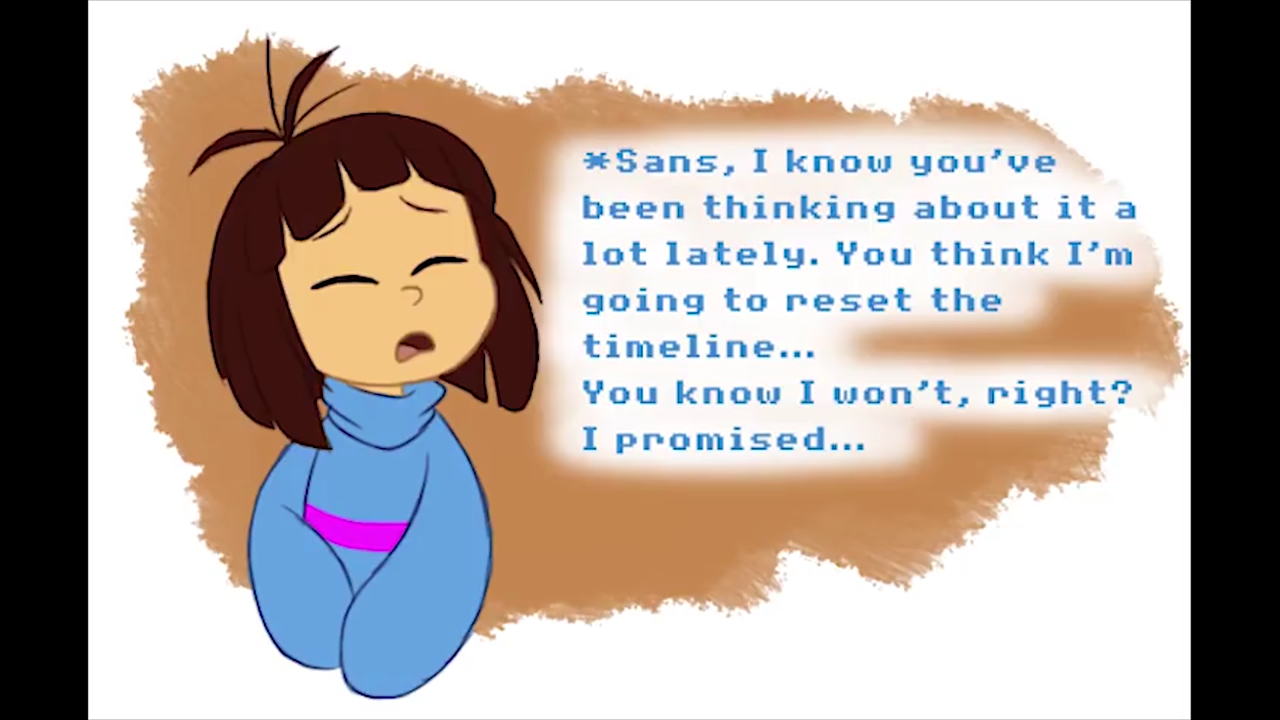 *Sans, I know you’ve
been thinking about it a
lot lately. You think I’m
going to reset the
timeline...
You know I won’t, right?
I promised...